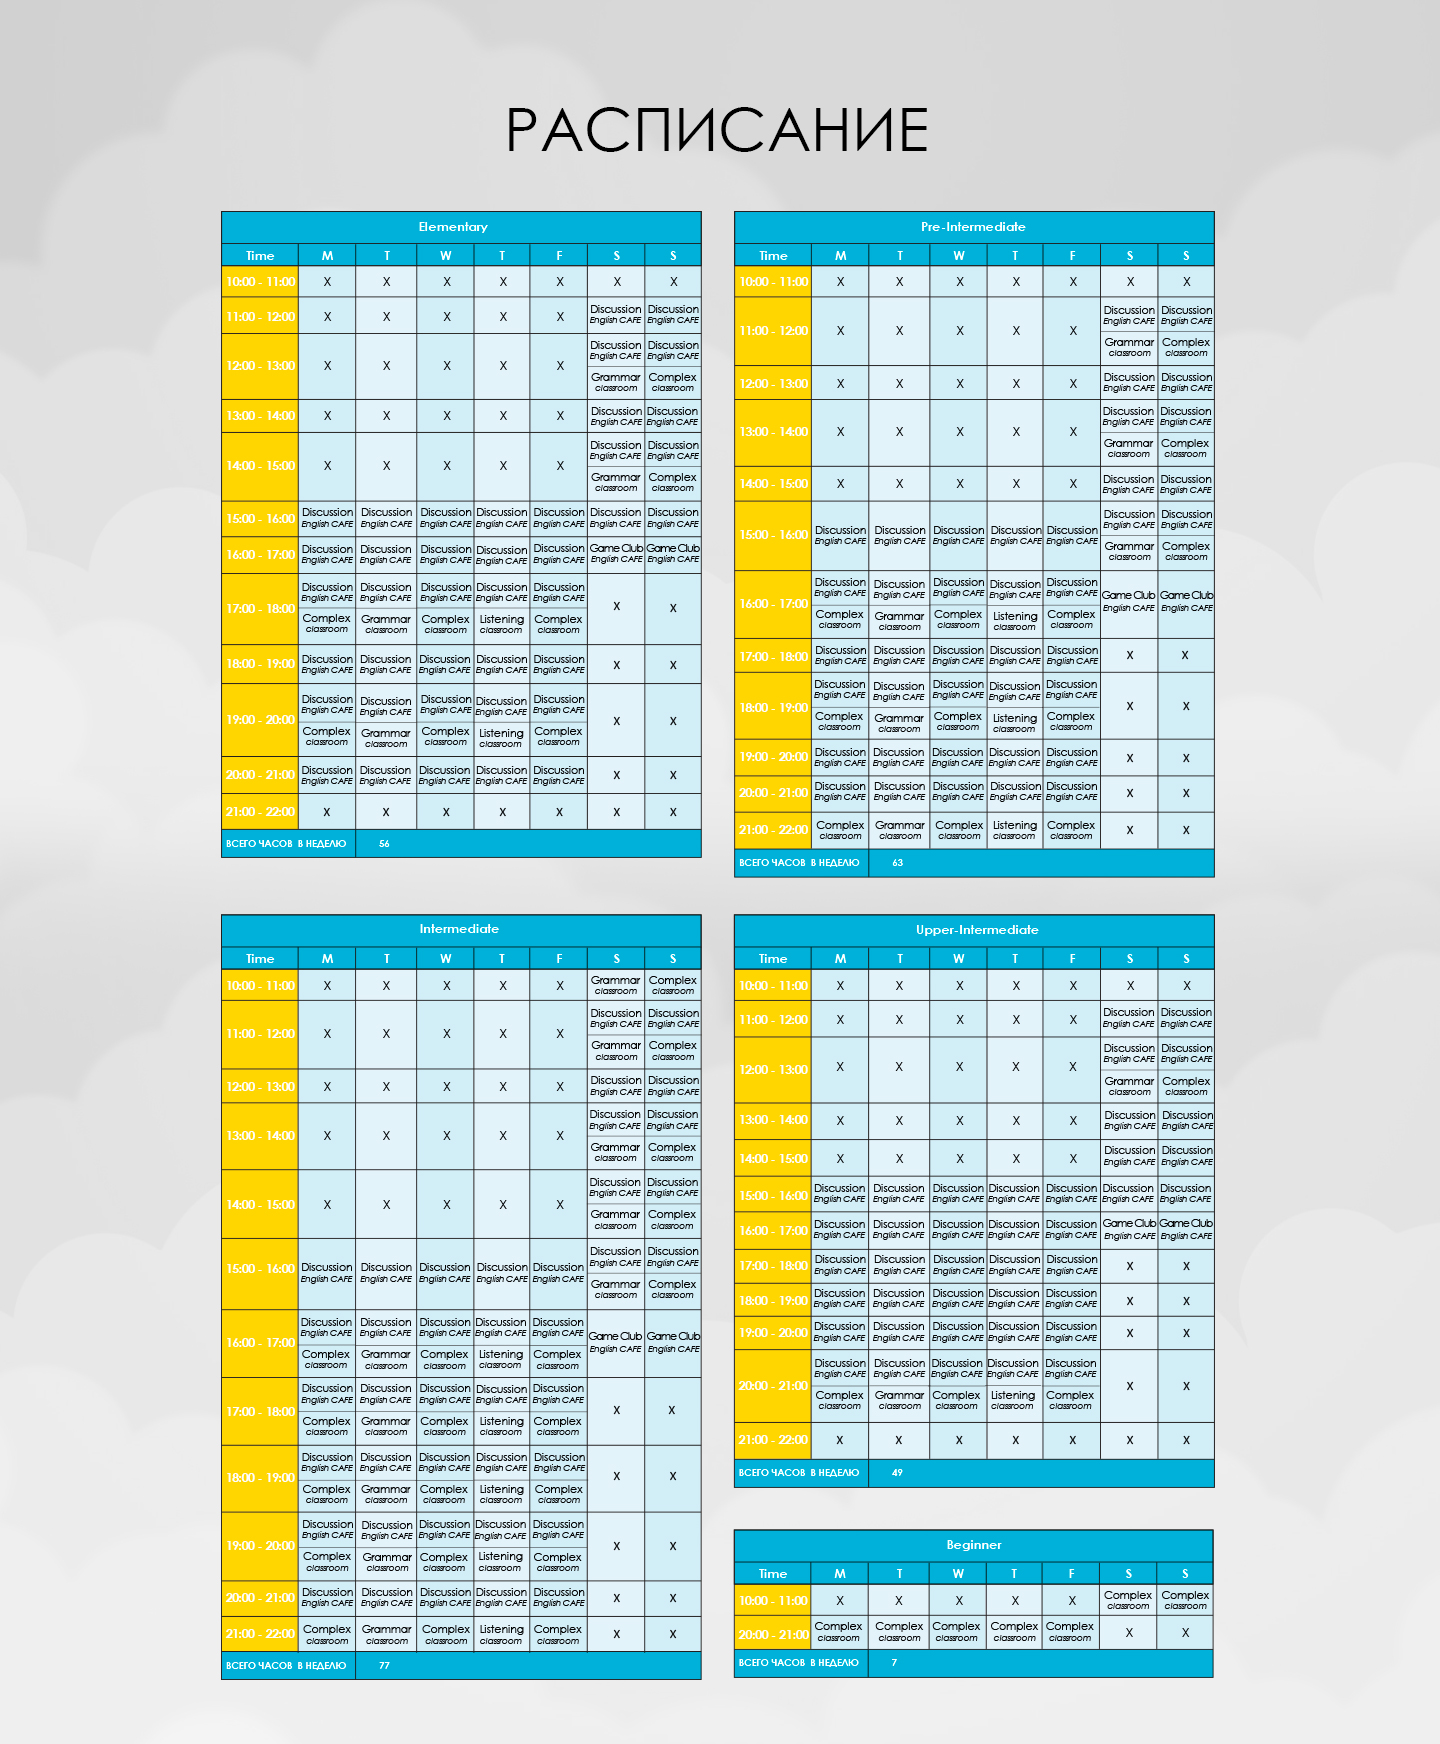 РАСПИСАНИЕ
Elementary
Time M T W T F S S
10:00 - 11:00 X X X X X X X
11:00 - 12:00 X X X X X Discussion Discussion
English CAFE English CAFE
12:00 - 13:00 X X X X X Discussion Discussion
English CAFE English CAFE
Grammar Complex
classroom classroom
13:00 - 14:00 X X X X X Discussion Discussion
English CAFE English CAFE
14:00 - 15:00 X X X X X Discussion Discussion
English CAFE English CAFE
Grammar Complex
classroom classroom
15:00 - 16:00 Discussion Discussion Discussion Discussion Discussion Discussion Discussion
English CAFE English CAFE English CAFE English CAFE English CAFE English CAFE English CAFE
16:00 - 17:00 Discussion Discussion Discussion Discussion Discussion Game Club Game Club
English CAFE English CAFE English CAFE English CAFE English CAFE English CAFE English CAFE
17:00 - 18:00 Discussion Discussion Discussion Discussion Discussion X X
English CAFE English CAFE English CAFE English CAFE English CAFE
Complex Grammar Complex Listening Complex
classroom classroom classroom classroom classroom
18:00 - 19:00 Discussion Discussion Discussion Discussion Discussion X X
English CAFE English CAFE English CAFE English CAFE English CAFE
19:00 - 20:00 Discussion Discussion Discussion Discussion Discussion X X
English CAFE English CAFE English CAFE English CAFE English CAFE
Complex Grammar Complex Listening Complex
classroom classroom classroom classroom classroom
20:00 - 21:00 Discussion Discussion Discussion Discussion Discussion X X
English CAFE English CAFE English CAFE English CAFE English CAFE
21:00 - 22:00 X X X X X X X
ВСЕГО ЧАСОВ В НЕДЕЛЮ 56
Pre-Intermediate
Time M T W T F S S
10:00 - 11:00 X X X X X X X
11:00 - 12:00 X X X X X Discussion Discussion
English CAFE English CAFE
Grammar Complex
classroom classroom
12:00 - 13:00 X X X X X Discussion Discussion
English CAFE English CAFE
13:00 - 14:00 X X X X X Discussion Discussion
English CAFE English CAFE
Grammar Complex
classroom classroom
14:00 - 15:00 X X X X X Discussion Discussion
English CAFE English CAFE
15:00 - 16:00 Discussion Discussion Discussion Discussion Discussion Discussion Discussion
English CAFE English CAFE English CAFE English CAFE English CAFE English CAFE English CAFE
Grammar Complex
classroom classroom
16:00 - 17:00 Discussion Discussion Discussion Discussion Discussion Game Club Game Club
English CAFE English CAFE English CAFE English CAFE English CAFE English CAFE English CAFE
Complex Grammar Complex Listening Complex
classroom classroom classroom classroom classroom
17:00 - 18:00 Discussion Discussion Discussion Discussion Discussion X X
English CAFE English CAFE English CAFE English CAFE English CAFE
18:00 - 19:00 Discussion Discussion Discussion Discussion Discussion X X
English CAFE English CAFE English CAFE English CAFE English CAFE
Complex Grammar Complex Listening Complex
classroom classroom classroom classroom classroom
19:00 - 20:00 Discussion Discussion Discussion Discussion Discussion X X
English CAFE English CAFE English CAFE English CAFE English CAFE
20:00 - 21:00 Discussion Discussion Discussion Discussion Discussion X X
English CAFE English CAFE English CAFE English CAFE English CAFE
21:00 - 22:00 Complex Grammar Complex Listening Complex X X
classroom classroom classroom classroom classroom
ВСЕГО ЧАСОВ В НЕДЕЛЮ 63
Intermediate
Time M T W T F S S
10:00 - 11:00 X X X X X Grammar Complex
classroom classroom
11:00 - 12:00 X X X X X Discussion Discussion
English CAFE English CAFE
Grammar Complex
classroom classroom
12:00 - 13:00 X X X X X Discussion Discussion
English CAFE English CAFE
13:00 - 14:00 X X X X X Discussion Discussion
English CAFE English CAFE
Grammar Complex
classroom classroom
14:00 - 15:00 X X X X X Discussion Discussion
English CAFE English CAFE
Grammar Complex
classroom classroom
15:00 - 16:00 Discussion Discussion Discussion Discussion Discussion Discussion Discussion
English CAFE English CAFE English CAFE English CAFE English CAFE English CAFE English CAFE
Grammar Complex
classroom classroom
16:00 - 17:00 Discussion Discussion Discussion Discussion Discussion Game Club Game Club
English CAFE English CAFE English CAFE English CAFE English CAFE English CAFE English CAFE
Complex Grammar Complex Listening Complex
classroom classroom classroom classroom classroom
17:00 - 18:00 Discussion Discussion Discussion Discussion Discussion X X
English CAFE English CAFE English CAFE English CAFE English CAFE
Complex Grammar Complex Listening Complex
classroom classroom classroom classroom classroom
18:00 - 19:00 Discussion Discussion Discussion Discussion Discussion X X
English CAFE English CAFE English CAFE English CAFE English CAFE
Complex Grammar Complex Listening Complex
classroom classroom classroom classroom classroom
19:00 - 20:00 Discussion Discussion Discussion Discussion Discussion X X
English CAFE English CAFE English CAFE English CAFE English CAFE
Complex Grammar Complex Listening Complex
classroom classroom classroom classroom classroom
20:00 - 21:00 Discussion Discussion Discussion Discussion Discussion X X
English CAFE English CAFE English CAFE English CAFE English CAFE
21:00 - 22:00 Complex Grammar Complex Listening Complex X X
classroom classroom classroom classroom classroom
ВСЕГО ЧАСОВ В НЕДЕЛЮ 77
Upper-Intermediate
Time M T W T F S S
10:00 - 11:00 X X X X X X X
11:00 - 12:00 X X X X X Discussion Discussion
English CAFE English CAFE
12:00 - 13:00 X X X X X Discussion Discussion
English CAFE English CAFE
Grammar Complex
classroom classroom
13:00 - 14:00 X X X X X Discussion Discussion
English CAFE English CAFE
14:00 - 15:00 X X X X X Discussion Discussion
English CAFE English CAFE
15:00 - 16:00 Discussion Discussion Discussion Discussion Discussion Discussion Discussion
English CAFE English CAFE English CAFE English CAFE English CAFE English CAFE English CAFE
16:00 - 17:00 Discussion Discussion Discussion Discussion Discussion Game Club Game Club
English CAFE English CAFE English CAFE English CAFE English CAFE English CAFE English CAFE
17:00 - 18:00 Discussion Discussion Discussion Discussion Discussion X X
English CAFE English CAFE English CAFE English CAFE English CAFE
18:00 - 19:00 Discussion Discussion Discussion Discussion Discussion X X
English CAFE English CAFE English CAFE English CAFE English CAFE
19:00 - 20:00 Discussion Discussion Discussion Discussion Discussion X X
English CAFE English CAFE English CAFE English CAFE English CAFE
20:00 - 21:00 Discussion Discussion Discussion Discussion Discussion X X
English CAFE English CAFE English CAFE English CAFE English CAFE
Complex Grammar Complex Listening Complex
classroom classroom classroom classroom classroom
21:00 - 22:00 X X X X X X X
ВСЕГО ЧАСОВ В НЕДЕЛЮ 49
Beginner
Time M T W T F S S
10:00 - 11:00 X X X X X Complex Complex
classroom classroom
20:00 - 21:00 Complex Complex Complex Complex Complex X X
classroom classroom classroom classroom classroom
ВСЕГО ЧАСОВ В НЕДЕЛЮ 7